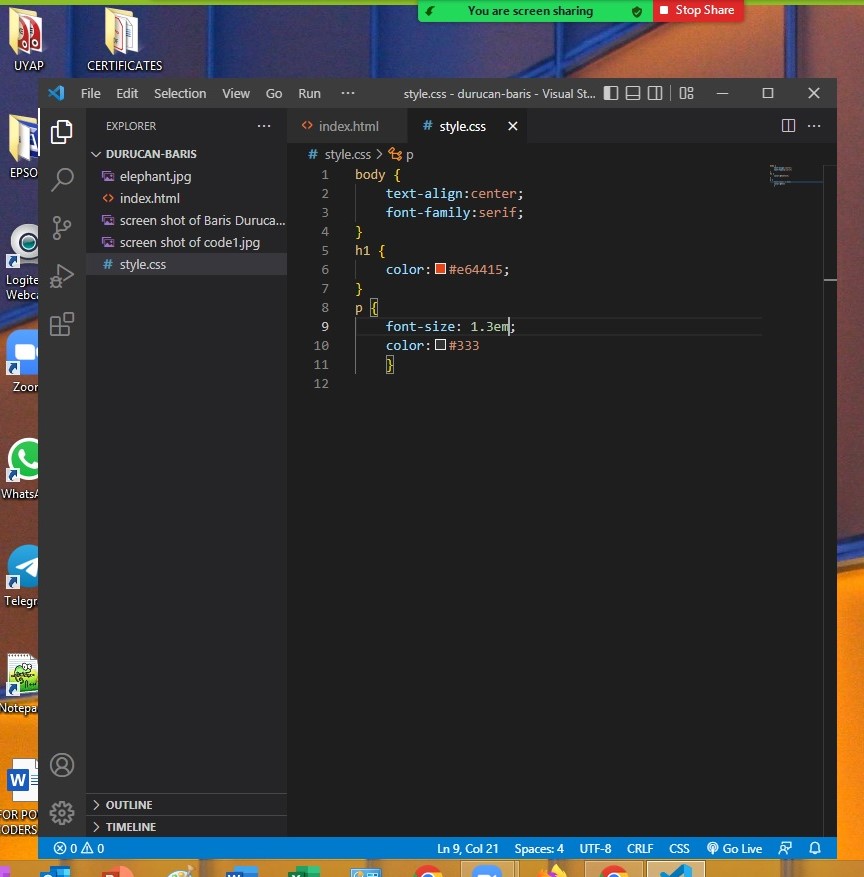 You are screen sharing
Stop Share
UYAP
CERTIFICATES
File Edit Selection View Go Run ···
style.css - durucan-baris - Visual St...
EXPLORER
index.html
# style.css
EPSO
# style.css > p
DURUCAN-BARIS
elephant.jpg
index.html
screen shot of Baris Duruca...
screen shot of code1.jpg
# style.css
1 body {
2 text-align:center;
3 font-family:serif;
4 }
5 h1 {
6 color: #e64415;
7 }
8 p {
9 font-size: 1.3em;
10 color: #333
11 }
12
Logite
Webca
Zoor
WhatsA
Telegr
Notepa
W
FOR PO
ODERS
OUTLINE
TIMELINE
0 0 Ln 9, Col 21 Spaces: 4 UTF-8 CRLF CSS Go Live